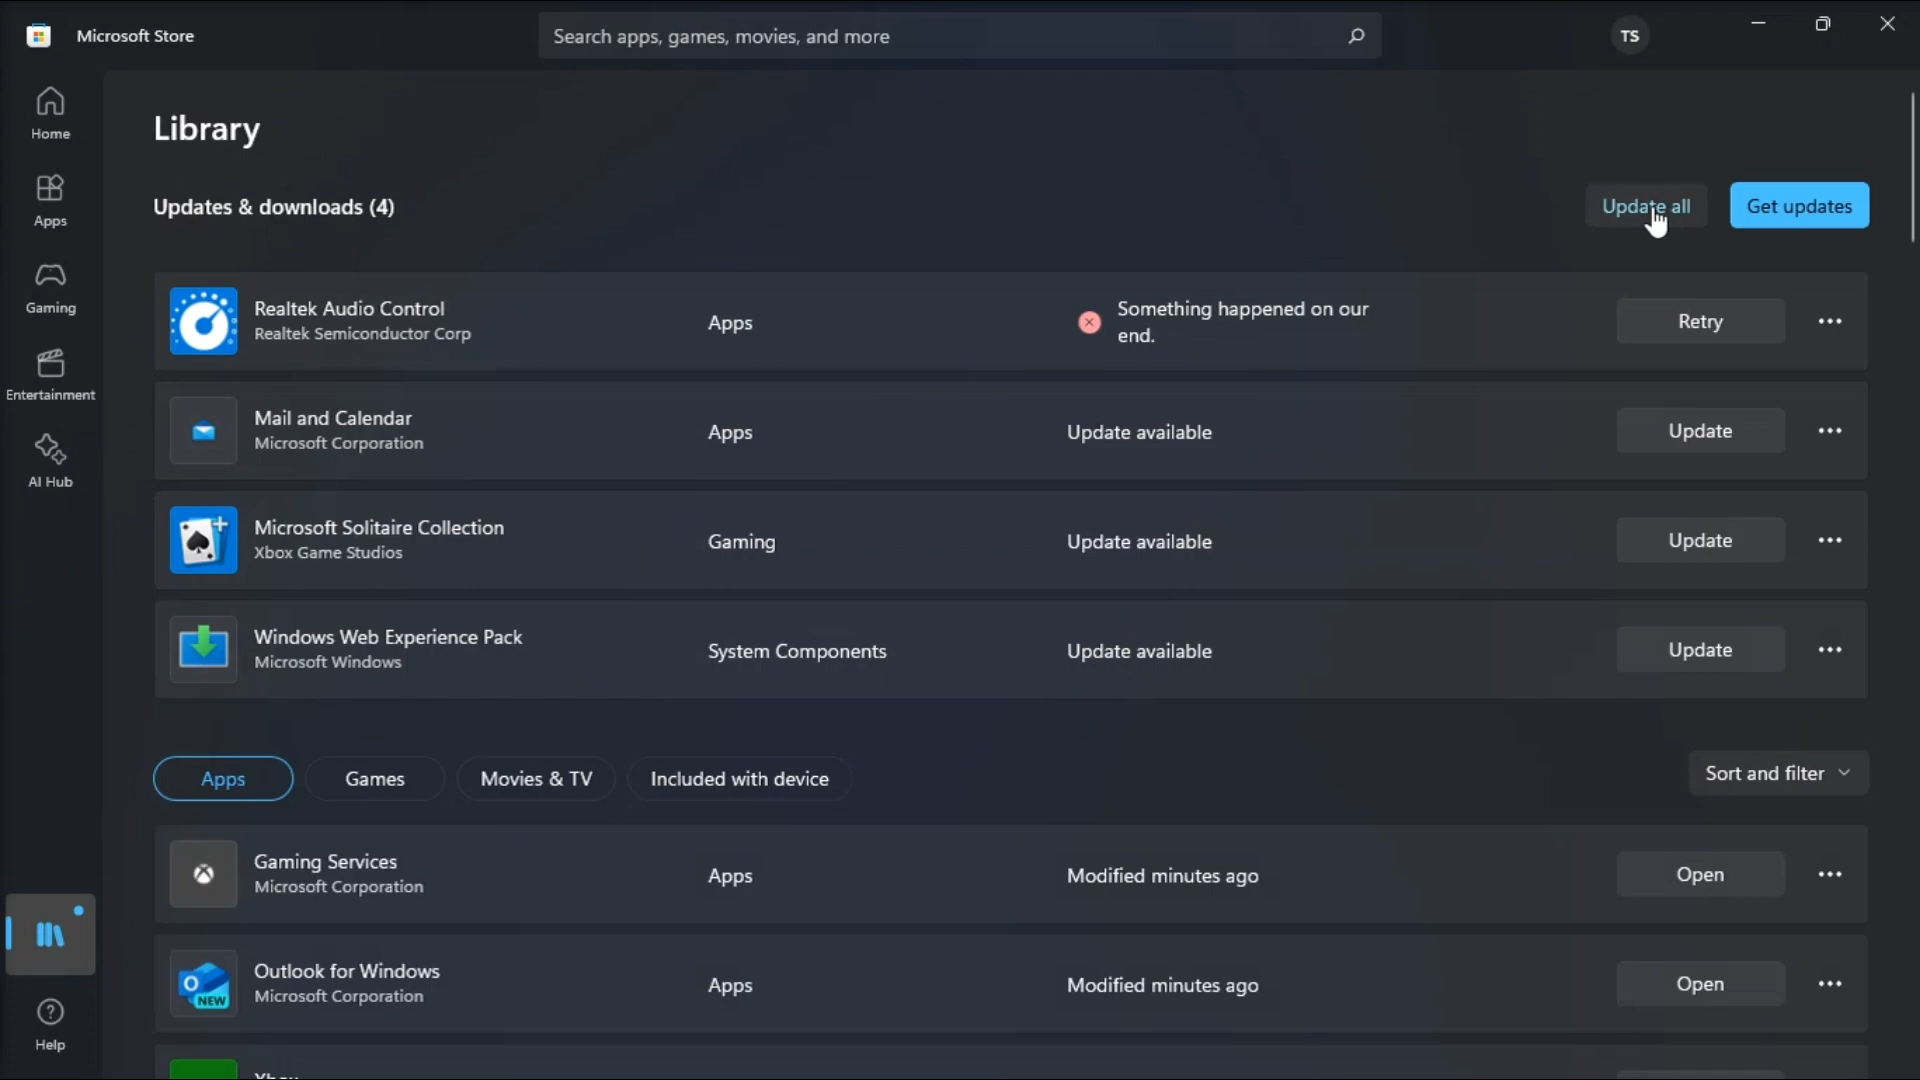 Microsoft Store
Search apps, games, movies, and more
TS
Home
Apps
Gaming
Entertainment
AI Hub
Help
Library
Updates & downloads (4)
Update all
Get updates
Realtek Audio Control
Realtek Semiconductor Corp
Apps
Something happened on our
end.
Retry
Mail and Calendar
Microsoft Corporation
Apps
Update available
Update
Microsoft Solitaire Collection
Xbox Game Studios
Gaming
Update available
Update
Windows Web Experience Pack
Microsoft Windows
System Components
Update available
Update
Apps
Games
Movies & TV
Included with device
Sort and filter
Gaming Services
Microsoft Corporation
Apps
Modified minutes ago
Open
NEW
Outlook for Windows
Microsoft Corporation
Apps
Modified minutes ago
Open